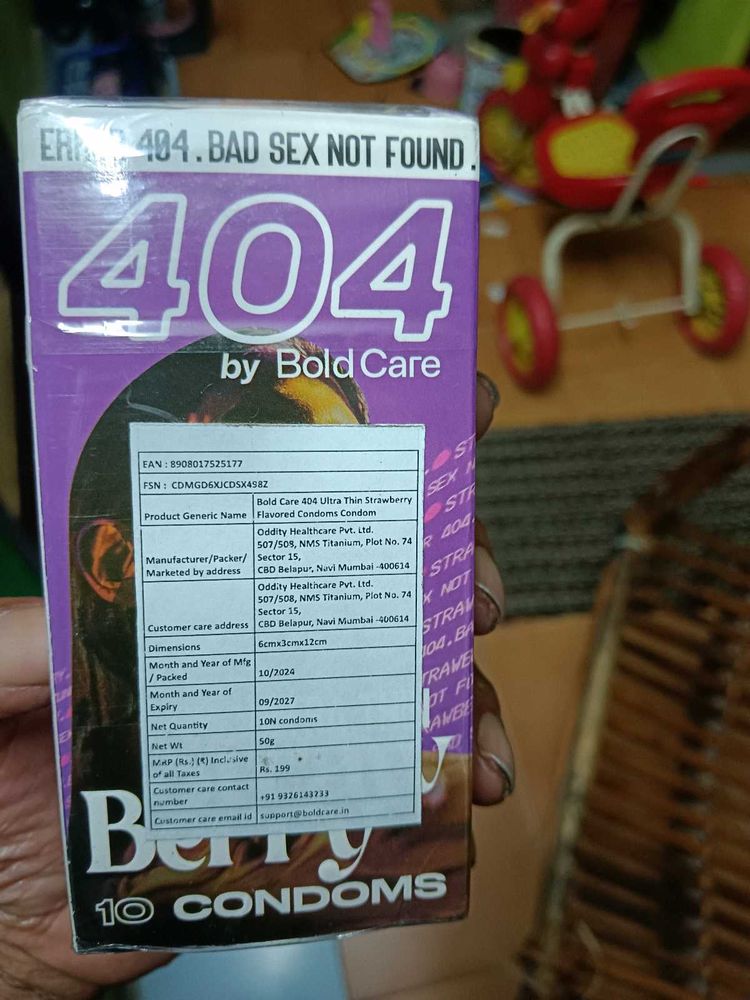 ERROR 404. BAD SEX NOT FOUND.
404
by Bold Care
EAN : 8908017525177
FSN : CDMGD6XJCDSX498Z
Product Generic Name
Bold Care 404 Ultra Thin Strawberry
Flavored Condoms Condom
Manufacturer/Packer/
Marketed by address
Oddity Healthcare Pvt. Ltd.
507/508, NMS Titanium, Plot No. 74
Sector 15,
CBD Belapur, Navi Mumbai -400614
Customer care address
Oddity Healthcare Pvt. Ltd.
507/508, NMS Titanium, Plot No. 74
Sector 15,
CBD Belapur, Navi Mumbai -400614
Dimensions
6cmx3cmx12cm
Month and Year of Mfg
/ Packed
10/2024
Month and Year of
Expiry
09/2027
Net Quantity
10N condoms
Net Wt
50g
MRP (Rs.) (₹) Inclusive
of all Taxes
Rs. 199
Customer care contact
number
+91 9326143233
Customer care email id
support@boldcare.in
Berry
10 CONDOMS